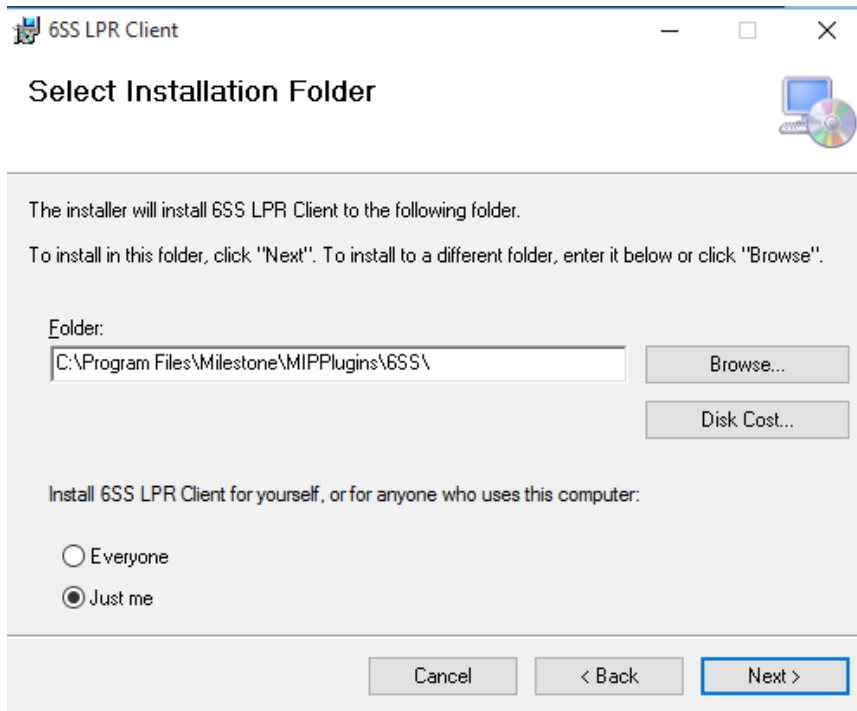 6SS LPR Client
Select Installation Folder
The installer will install 6SS LPR Client to the following folder.
To install in this folder, click "Next". To install to a different folder, enter it below or click "Browse".
Folder:
C:\Program Files\Milestone\MIPPlugins\6SS\
Browse...
Disk Cost...
Install 6SS LPR Client for yourself, or for anyone who uses this computer:
Everyone
Just me
Cancel
< Back
Next >